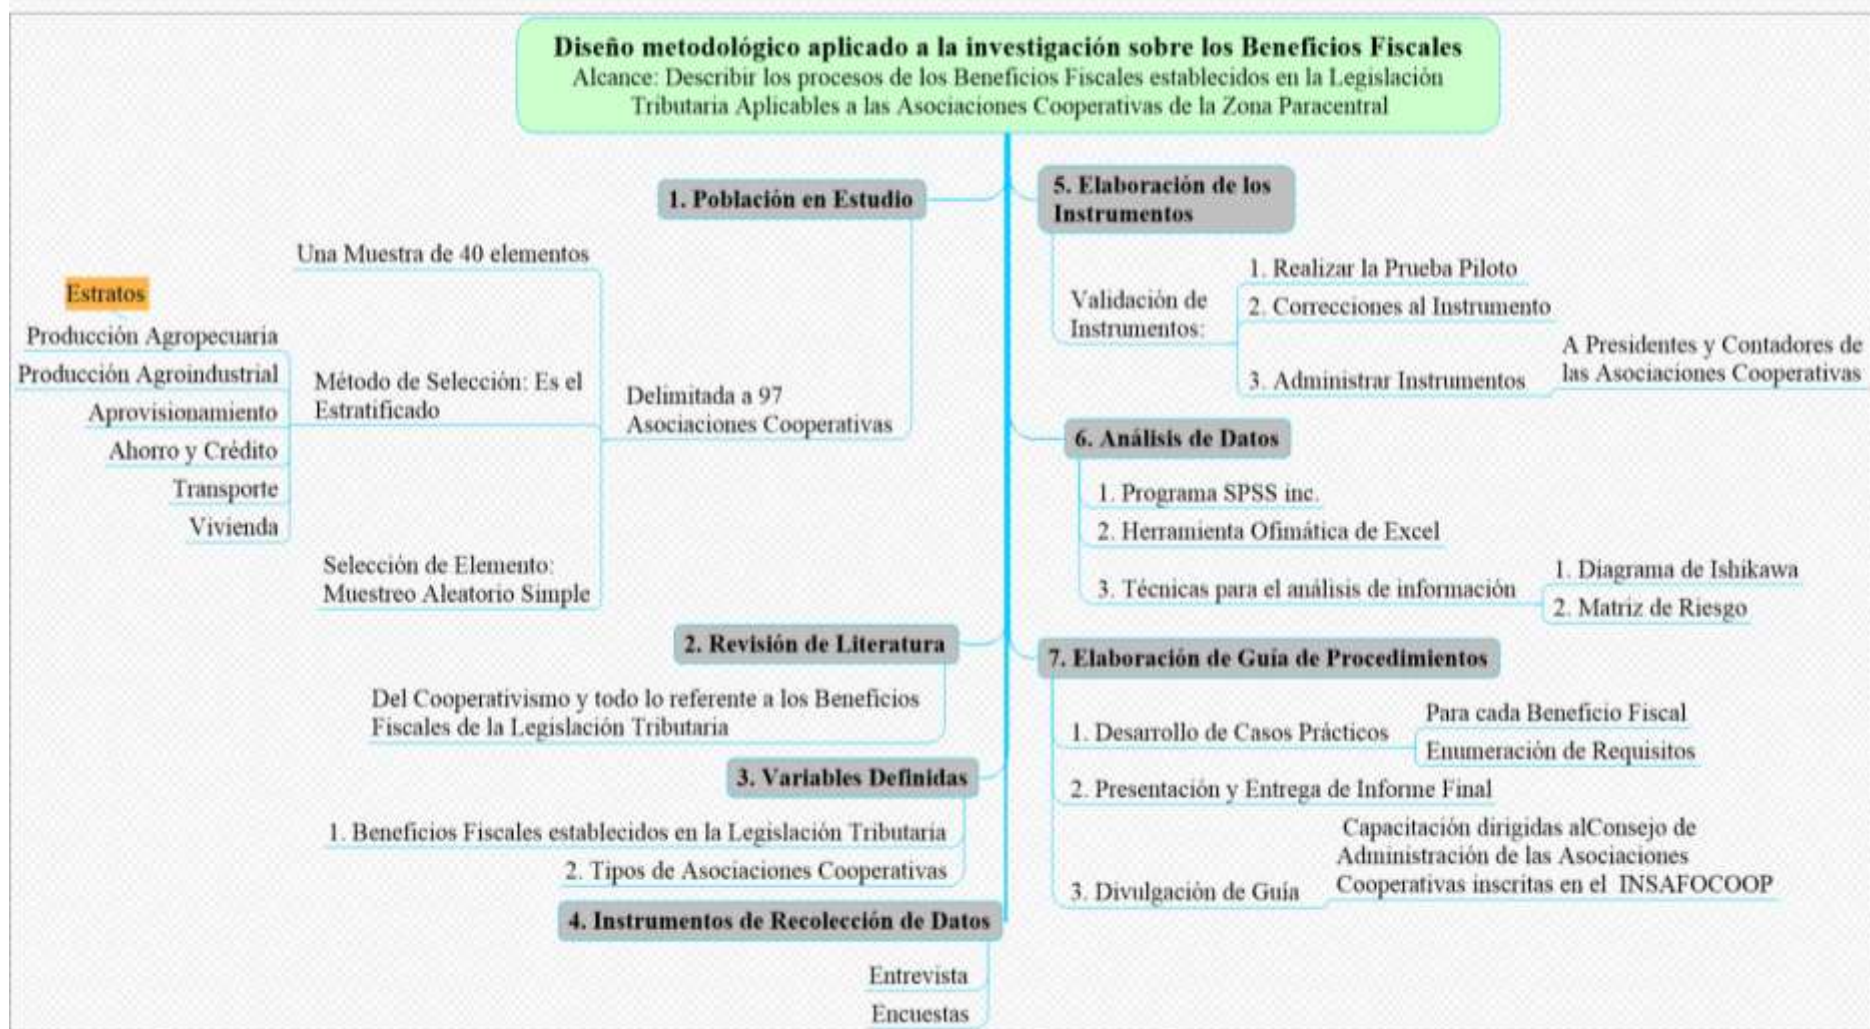 Diseño metodológico aplicado a la investigación sobre los Beneficios Fiscales
Alcance: Describir los procesos de los Beneficios Fiscales establecidos en la Legislación
Tributaria Aplicables a las Asociaciones Cooperativas de la Zona Paracentral
1. Población en Estudio
Una Muestra de 40 elementos
Estratos
Producción Agropecuaria
Producción Agroindustrial
Aprovisionamiento
Ahorro y Crédito
Transporte
Vivienda
Método de Selección: Es el
Estratificado
Delimitada a 97
Asociaciones Cooperativas
Selección de Elemento:
Muestreo Aleatorio Simple
2. Revisión de Literatura
Del Cooperativismo y todo lo referente a los Beneficios
Fiscales de la Legislación Tributaria
3. Variables Definidas
1. Beneficios Fiscales establecidos en la Legislación Tributaria
2. Tipos de Asociaciones Cooperativas
4. Instrumentos de Recolección de Datos
Entrevista
Encuestas
5. Elaboración de los
Instrumentos
Validación de
Instrumentos:
1. Realizar la Prueba Piloto
2. Correcciones al Instrumento
3. Administrar Instrumentos
A Presidentes y Contadores de
las Asociaciones Cooperativas
6. Análisis de Datos
1. Programa SPSS inc.
2. Herramienta Ofimática de Excel
3. Técnicas para el análisis de información
1. Diagrama de Ishikawa
2. Matriz de Riesgo
7. Elaboración de Guía de Procedimientos
1. Desarrollo de Casos Prácticos
Para cada Beneficio Fiscal
Enumeración de Requisitos
2. Presentación y Entrega de Informe Final
3. Divulgación de Guía
Capacitación dirigidas alConsejo de
Administración de las Asociaciones
Cooperativas inscritas en el INSAFOCOOP